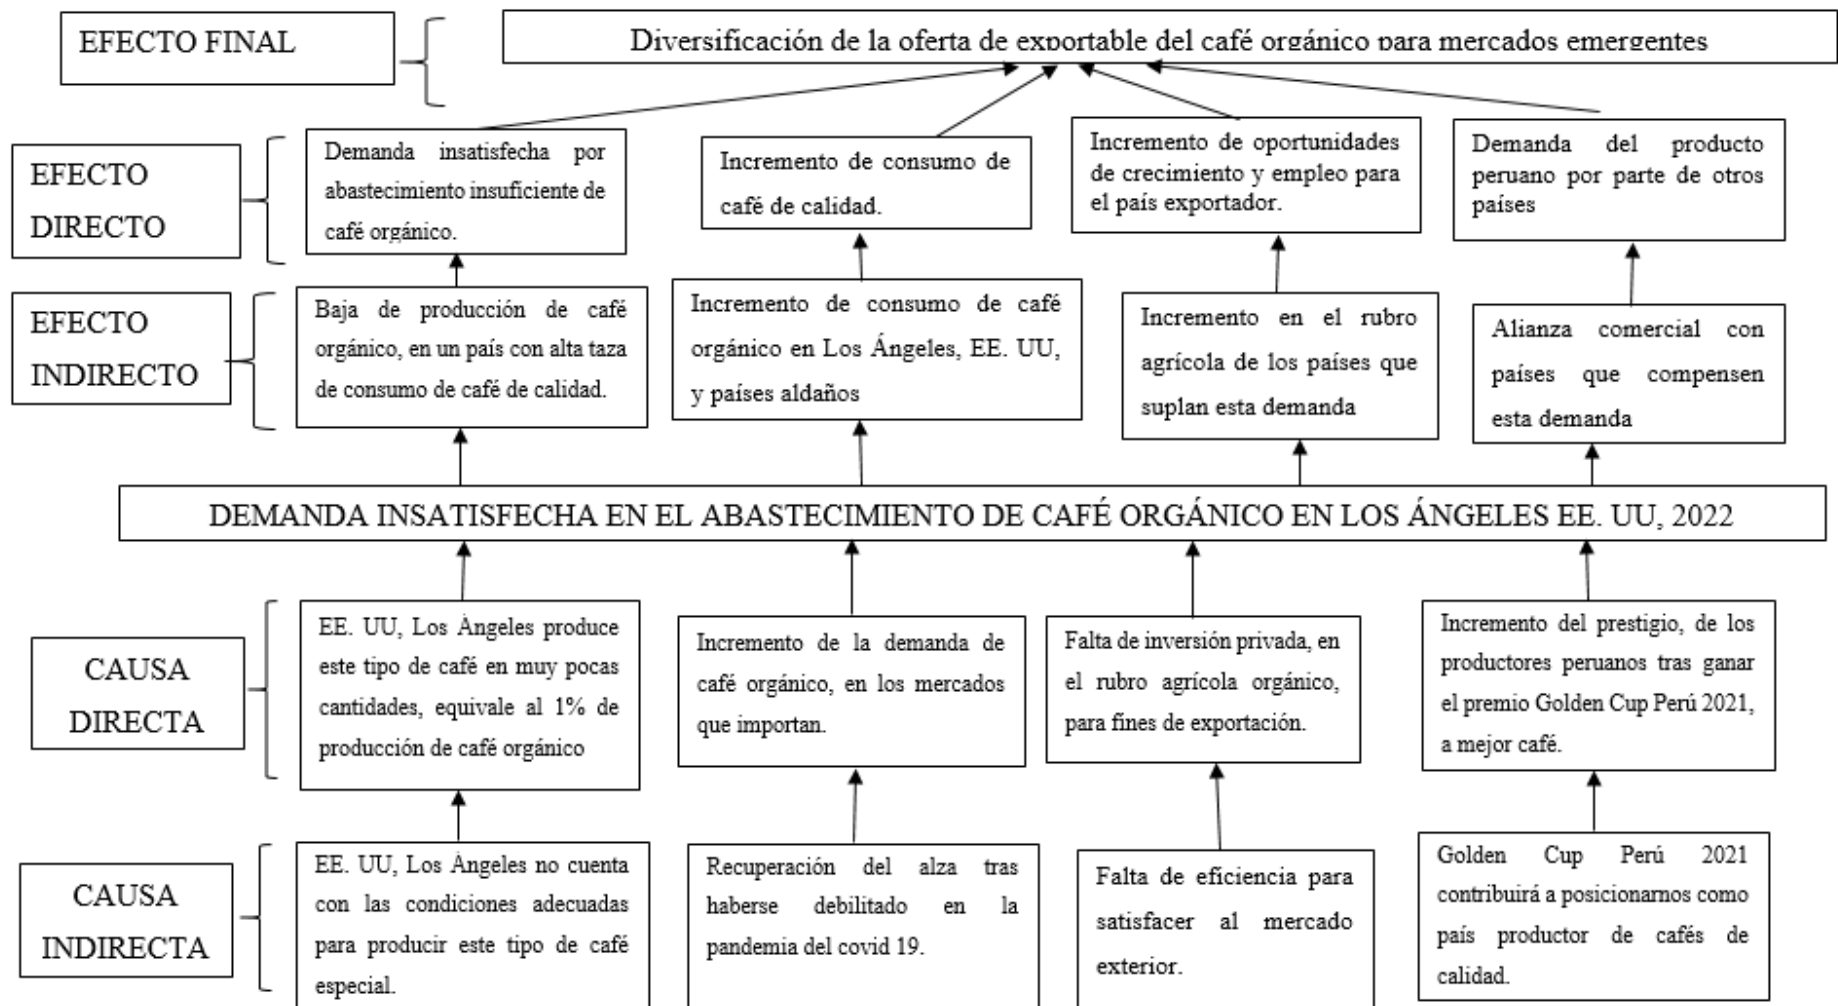 EFECTO FINAL
Diversificación de la oferta de exportable del café orgánico para mercados emergentes
EFECTO
DIRECTO
Demanda insatisfecha por
abastecimiento insuficiente de
café orgánico.
Incremento de consumo de
café de calidad.
Incremento de oportunidades
de crecimiento y empleo para
el país exportador.
Demanda del producto
peruano por parte de otros
países
EFECTO
INDIRECTO
Baja de producción de café
orgánico, en un país con alta taza
de consumo de café de calidad.
Incremento de consumo de café
orgánico en Los Ángeles, EE. UU,
y países aldaños
Incremento en el rubro
agrícola de los países que
suplan esta demanda
Alianza comercial con
países que compensen
esta demanda
DEMANDA INSATISFECHA EN EL ABASTECIMIENTO DE CAFÉ ORGÁNICO EN LOS ÁNGELES EE. UU, 2022
CAUSA
DIRECTA
EE. UU, Los Ángeles produce
este tipo de café en muy pocas
cantidades, equivale al 1% de
producción de café orgánico
Incremento de la demanda de
café orgánico, en los mercados
que importan.
Falta de inversión privada, en
el rubro agrícola orgánico,
para fines de exportación.
Incremento del prestigio, de los
productores peruanos tras ganar
el premio Golden Cup Perú 2021,
a mejor café.
CAUSA
INDIRECTA
EE. UU, Los Ángeles no cuenta
con las condiciones adecuadas
para producir este tipo de café
especial.
Recuperación del alza tras
haberse debilitado en la
pandemia del covid 19.
Falta de eficiencia para
satisfacer al mercado
exterior.
Golden Cup Perú 2021
contribuirá a posicionarnos como
país productor de cafés de
calidad.